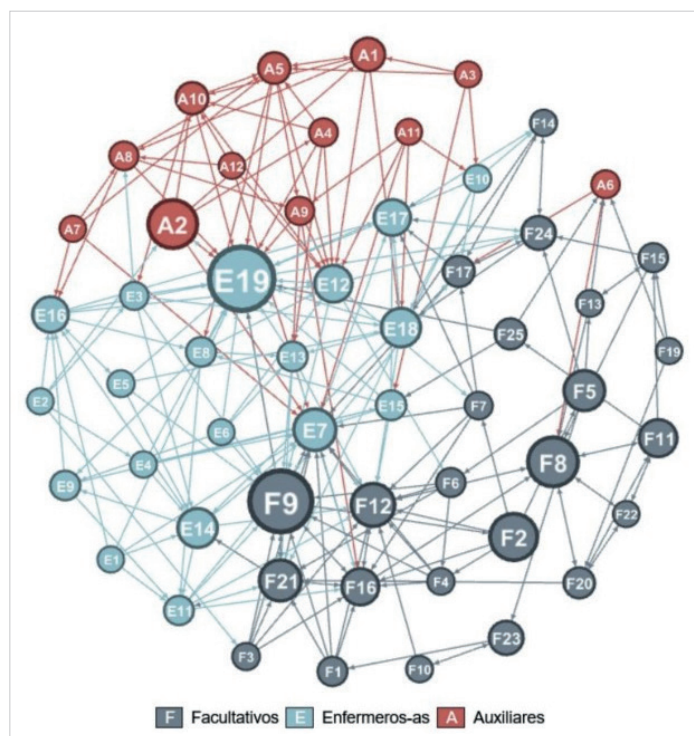 A1
A5
A3
A10
F14
A4
A11
A8
A12
E10
A6
A9
E17
A2
A7
F24
F15
F17
E19
E12
E3
F13
E16
E18
F25
F19
E8
E13
E5
F5
E2
E15
F7
E6
E7
F11
E4
F8
E9
F6
F9
F12
F22
E14
F2
E1
F21
F16
F4
F20
E11
F23
F3
F1
F10
F Facultativos E Enfermeros-as A Auxiliares